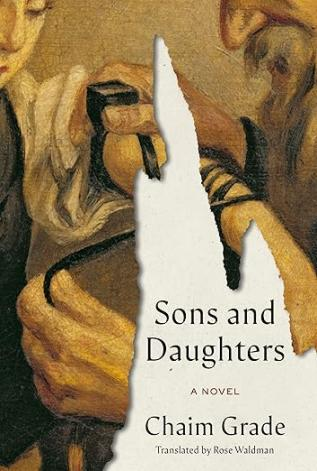 Sons and
Daughters
A NOVEL
Chaim Grade
Translated by Rose Waldman